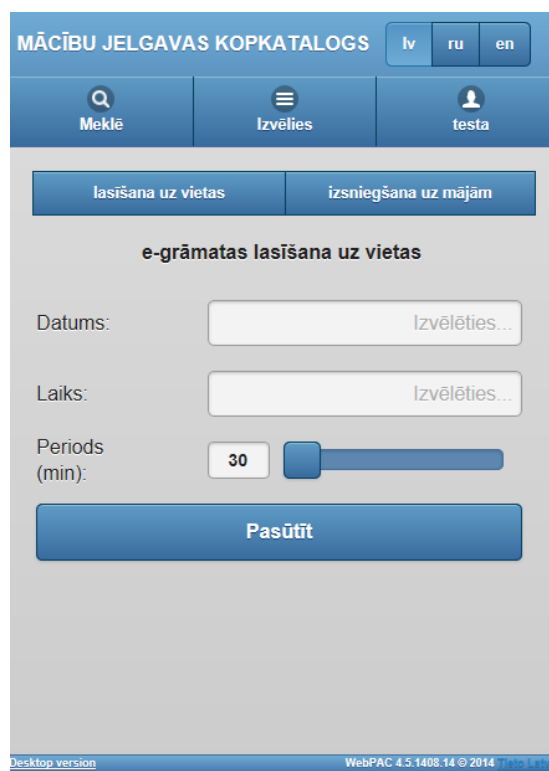 MĀCĪBU JELGAVAS KOPKATALOGS lv ru en
Meklē Izvēlies testa
lasīšana uz vietas izsniegšana uz mājām
e-grāmatas lasīšana uz vietas
Datums: Izvēlēties...
Laiks: Izvēlēties...
Periods
(min): 30
Pasūtīt
Desktop version WebPAC 4.5.1408.14 © 2014 Tieto